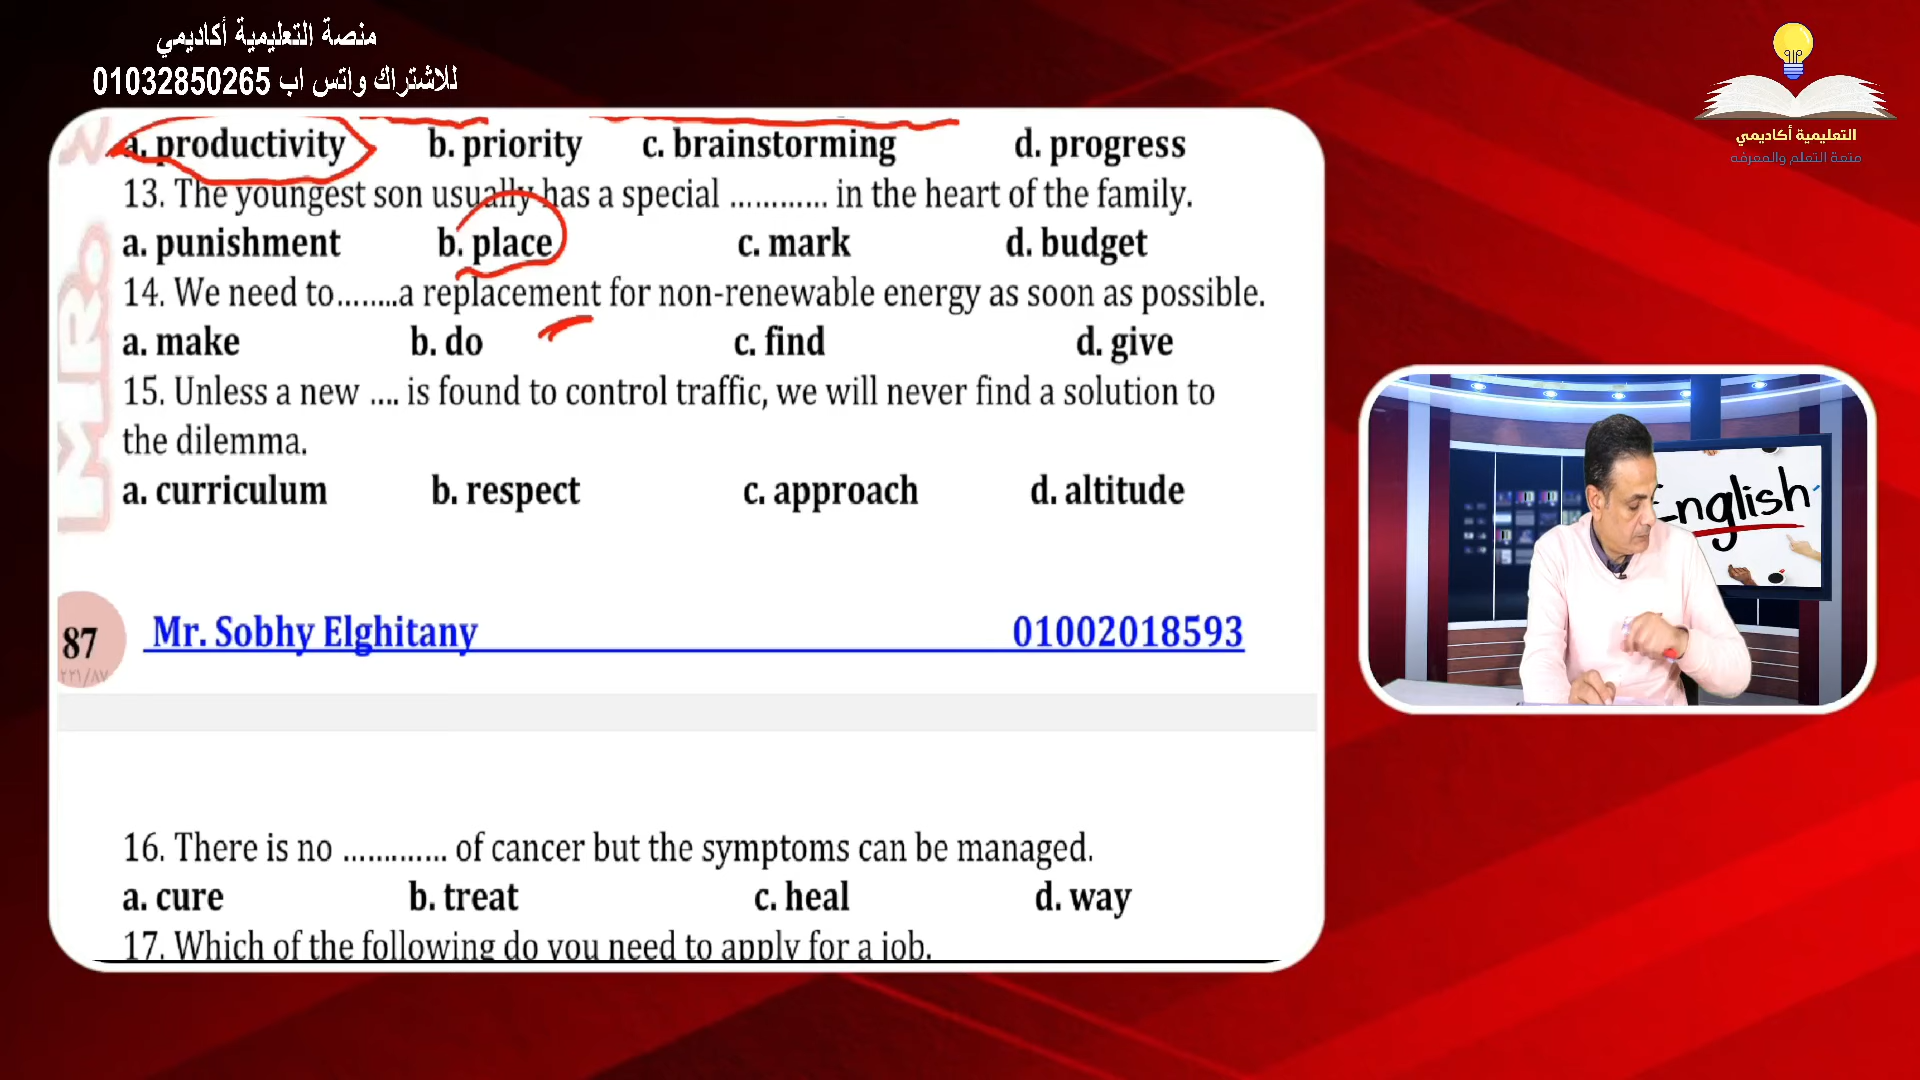 منصة التعليمية أكاديمي
للاشتراك واتس اب 01032850265
التعليمية أكاديمي
متعة التعلم والمعرفه
a. productivity b. priority c. brainstorming d. progress
13. The youngest son usually has a special ............ in the heart of the family.
a. punishment b. place c. mark d. budget
14. We need to........a replacement for non-renewable energy as soon as possible.
a. make b. do c. find d. give
15. Unless a new .... is found to control traffic, we will never find a solution to
the dilemma.
a. curriculum b. respect c. approach d. altitude
MR.
English
87 Mr. Sobhy Elghitany 01002018593
٢٢١/٨٧
16. There is no ............. of cancer but the symptoms can be managed.
a. cure b. treat c. heal d. way
17. Which of the following do you need to apply for a job.